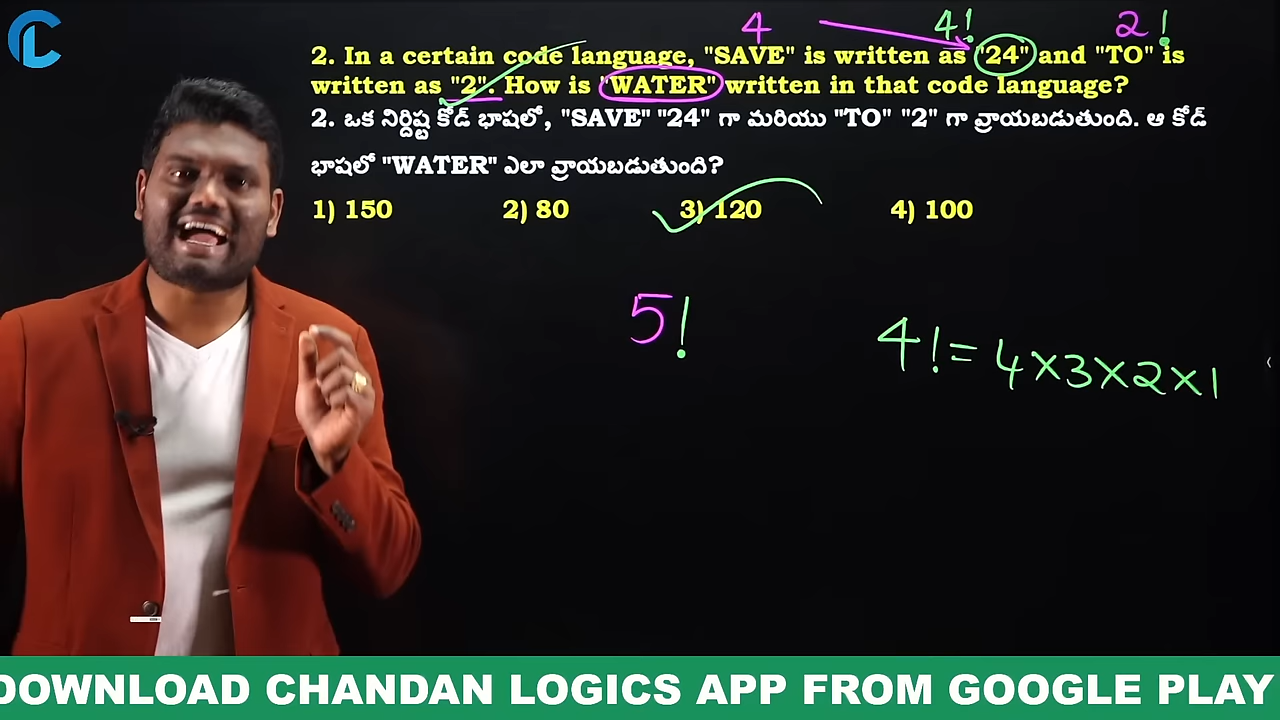 CL
4 4! 2!
2. In a certain code language, "SAVE" is written as "24" and "TO" is
written as "2". How is "WATER" written in that code language?
2. ఒక నిర్దిష్ట కోడ్ భాషలో, "SAVE" "24" గా మరియు "TO" "2" గా వ్రాయబడుతుంది. ఆ కోడ్
భాషలో "WATER" ఎలా వ్రాయబడుతుంది?
1) 150 2) 80 3) 120 4) 100
5! 4!= 4×3×2×1
DOWNLOAD CHANDAN LOGICS APP FROM GOOGLE PLAY